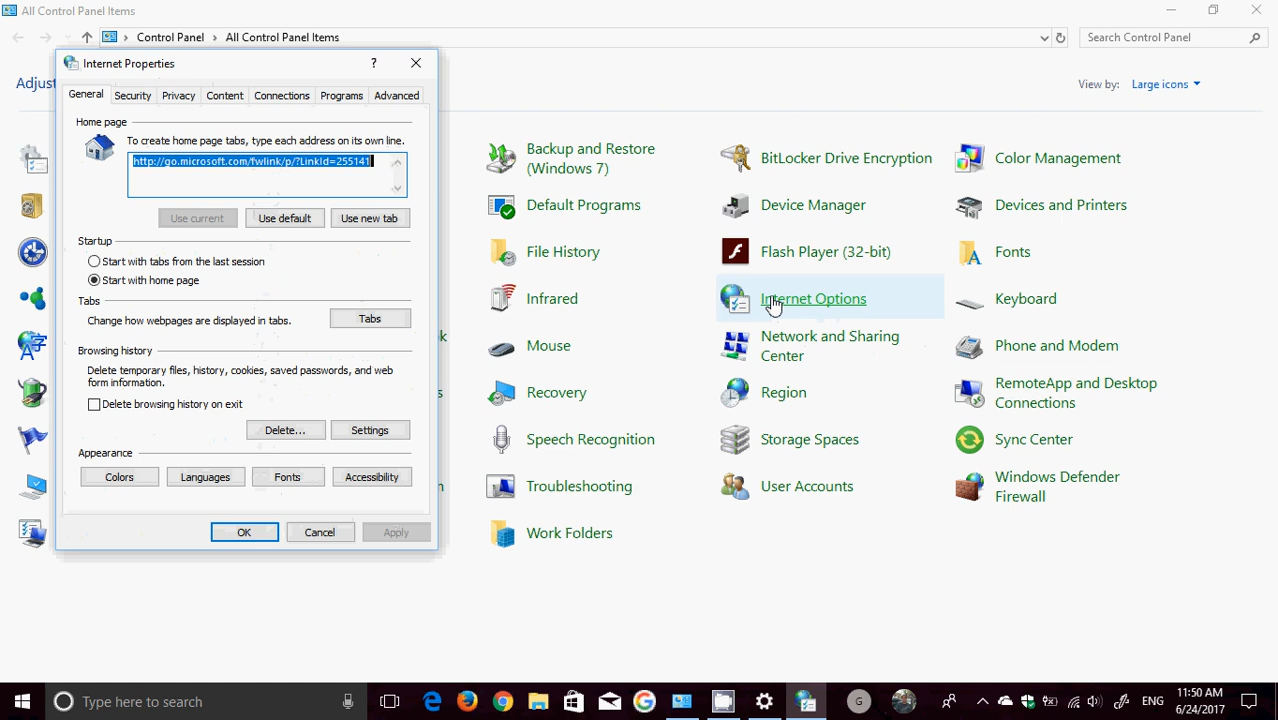 All Control Panel Items
Control Panel
All Control Panel Items
Search Control Panel
Adjus
View by:
Large icons
Internet Properties
?
General
Security
Privacy
Content
Connections
Programs
Advanced
Home page
To create home page tabs, type each address on its own line.
http://go.microsoft.com/fwlink/p/?LinkId=255141
Use current
Use default
Use new tab
Startup
Start with tabs from the last session
Start with home page
Tabs
Change how webpages are displayed in tabs.
Tabs
Browsing history
Delete temporary files, history, cookies, saved passwords, and web
form information.
Delete browsing history on exit
Delete...
Settings
Appearance
Colors
Languages
Fonts
Accessibility
OK
Cancel
Apply
k
s
n
Backup and Restore
(Windows 7)
BitLocker Drive Encryption
Color Management
Default Programs
Device Manager
Devices and Printers
File History
Flash Player (32-bit)
Fonts
Infrared
Internet Options
Keyboard
Mouse
Network and Sharing
Center
Phone and Modem
Recovery
Region
RemoteApp and Desktop
Connections
Speech Recognition
Storage Spaces
Sync Center
Troubleshooting
User Accounts
Windows Defender
Firewall
Work Folders
Type here to search
G
ENG
11:50 AM
6/24/2017